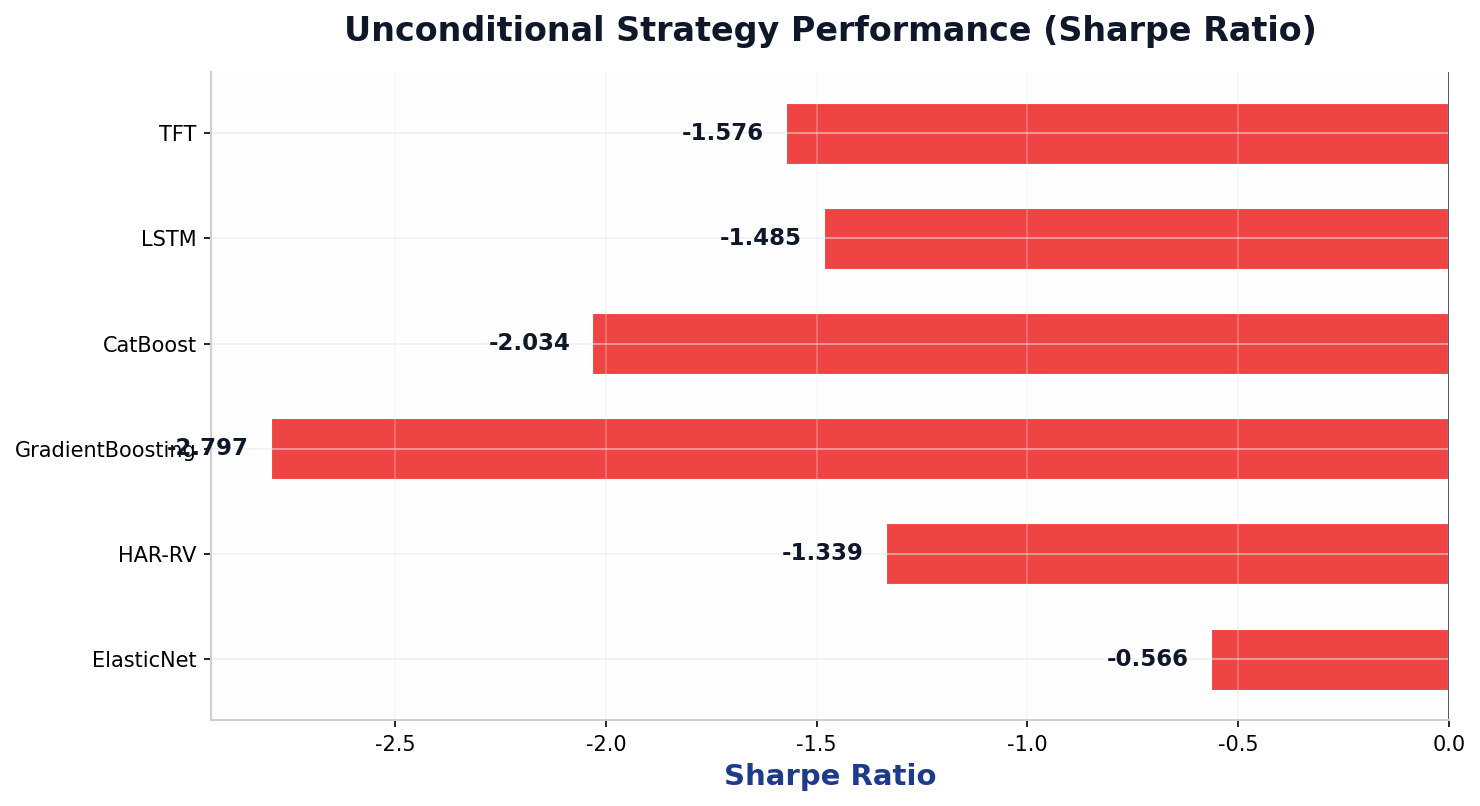 Unconditional Strategy Performance (Sharpe Ratio)
TFT
-1.576
LSTM
-1.485
CatBoost
-2.034
GradientBoosting
-2.797
HAR-RV
-1.339
ElasticNet
-0.566
-2.5 -2.0 -1.5 -1.0 -0.5 0.0
Sharpe Ratio